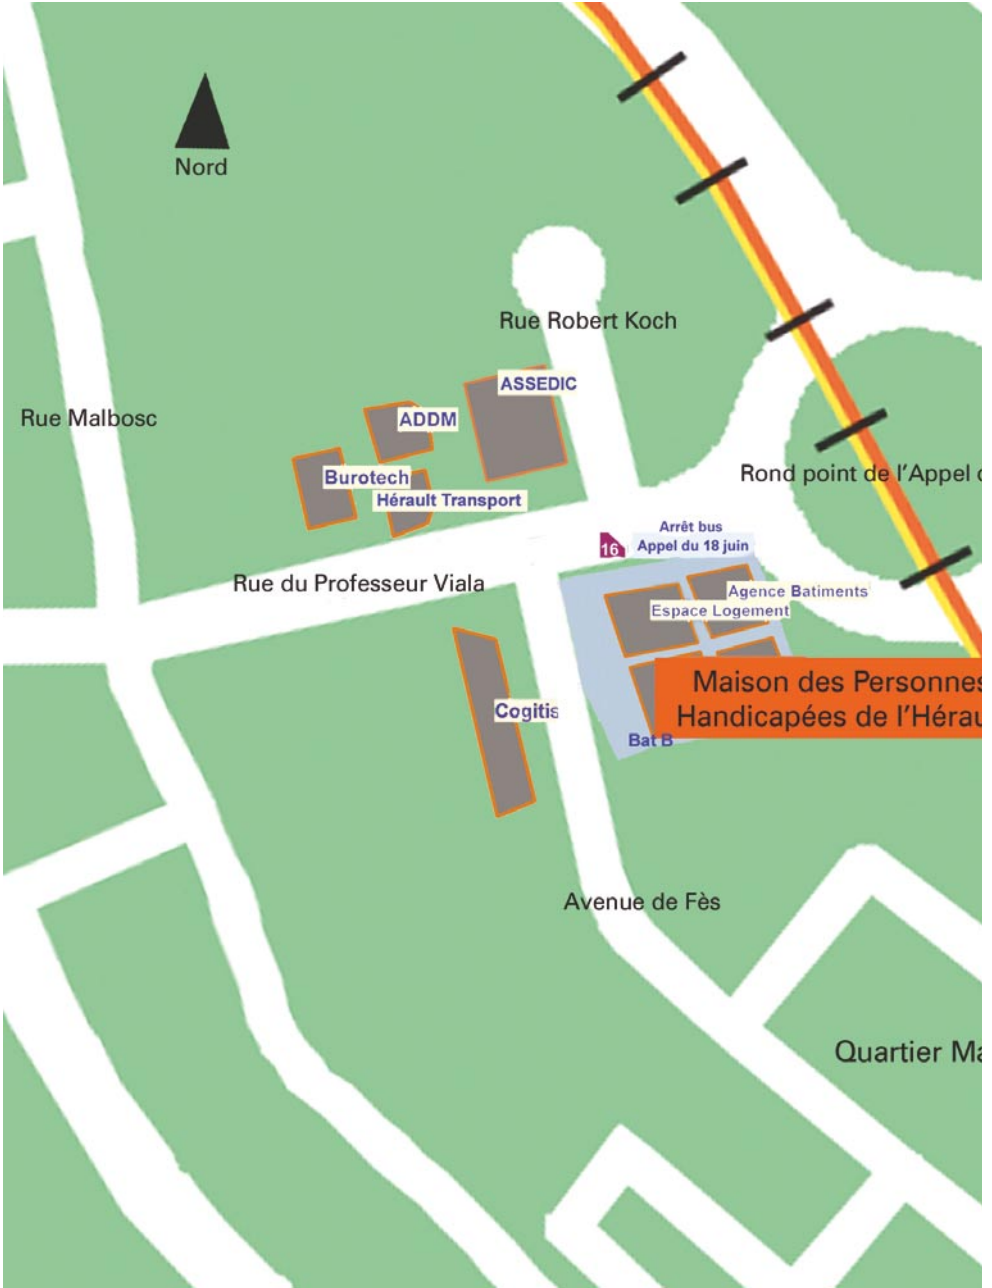 Nord
Rue Robert Koch
ASSEDIC
Rue Malbosc
ADDM
Burotech
Hérault Transport
Rond point de l'Appel
Arrêt bus
16
Appel du 18 juin
Rue du Professeur Viala
Agence Batiments
Espace Logement
Maison des Personnes
Handicapées de l'Hérau
Cogitis
Bat B
Avenue de Fès
Quartier Ma